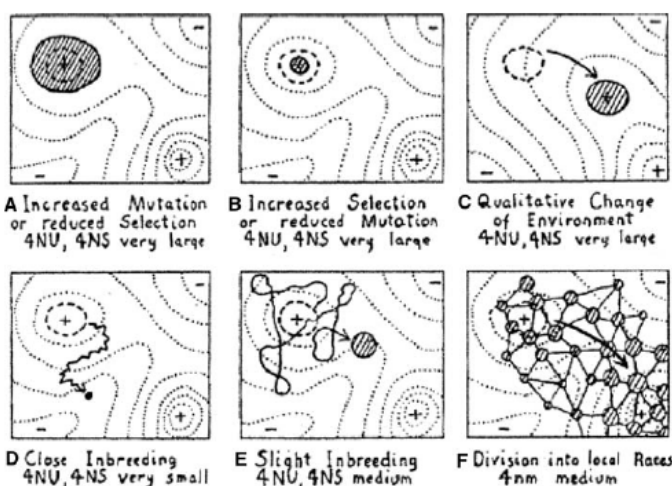 A Increased Mutation
or reduced Selection
4NU, 4NS very large
B Increased Selection
or reduced Mutation
4NU, 4NS very large
C Qualitative Change
of Environment
4NU, 4NS very large
D Close Inbreeding
4NU, 4NS very small
E Slight Inbreeding
4NU, 4NS medium
F Division into local Races
4nm medium